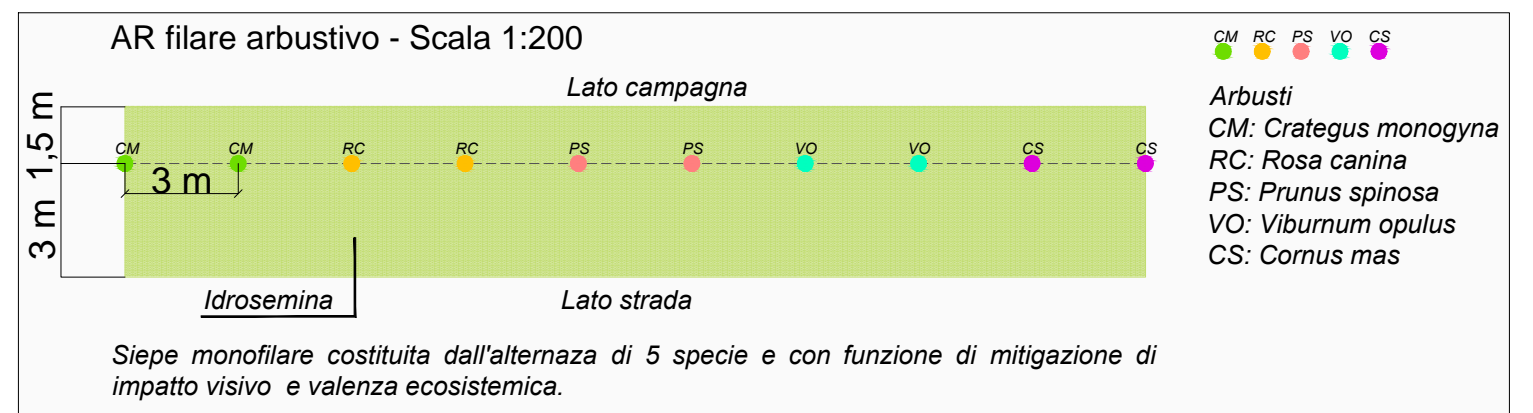 AR filare arbustivo - Scala 1:200
CM RC PS VO CS
Lato campagna
Arbusti
CM: Crategus monogyna
RC: Rosa canina
PS: Prunus spinosa
VO: Viburnum opulus
CS: Cornus mas
1,5 m
CM CM RC RC PS PS VO VO CS CS
3 m
3 m
Idrosemina
Lato strada
Siepe monofilare costituita dall'alternaza di 5 specie e con funzione di mitigazione di
impatto visivo e valenza ecosistemica.